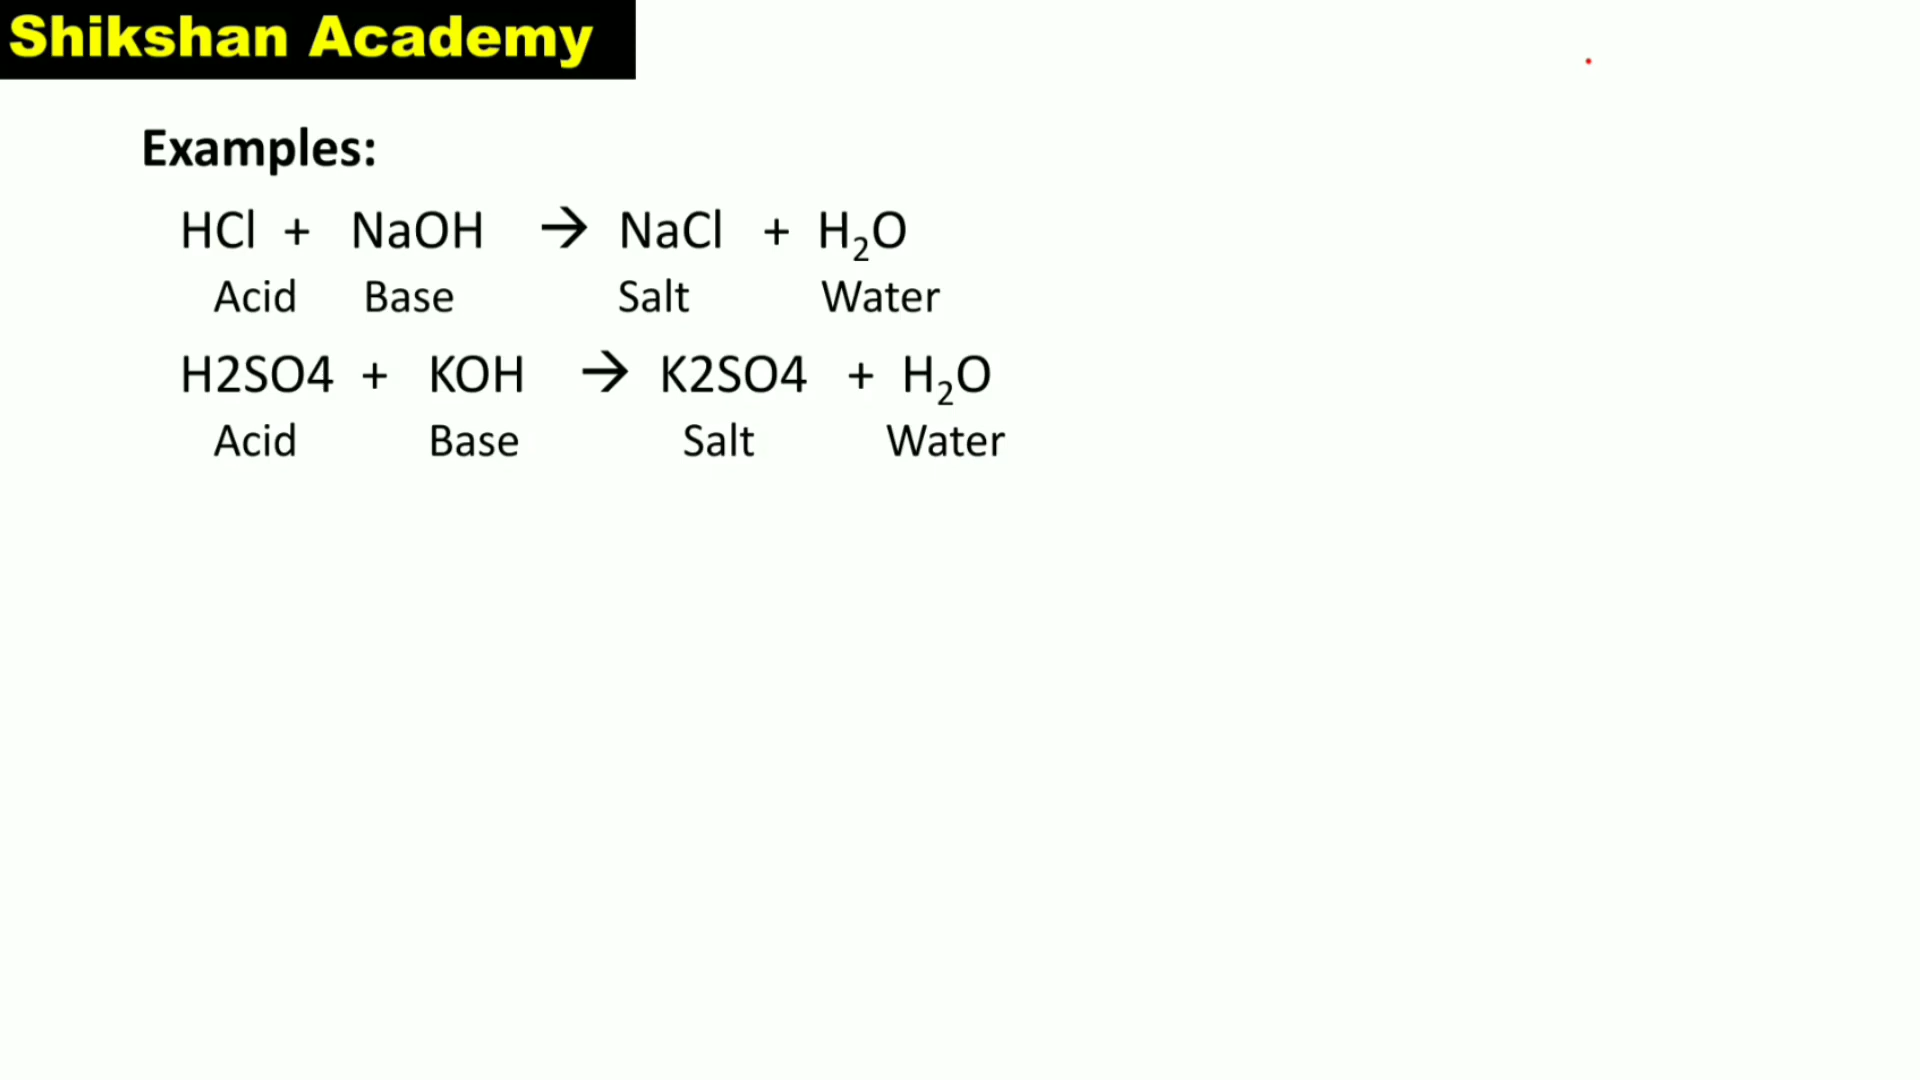 Shikshan Academy
Examples:
HCl + NaOH → NaCl + H₂O
Acid Base Salt Water
H2SO4 + KOH → K2SO4 + H₂O
Acid Base Salt Water